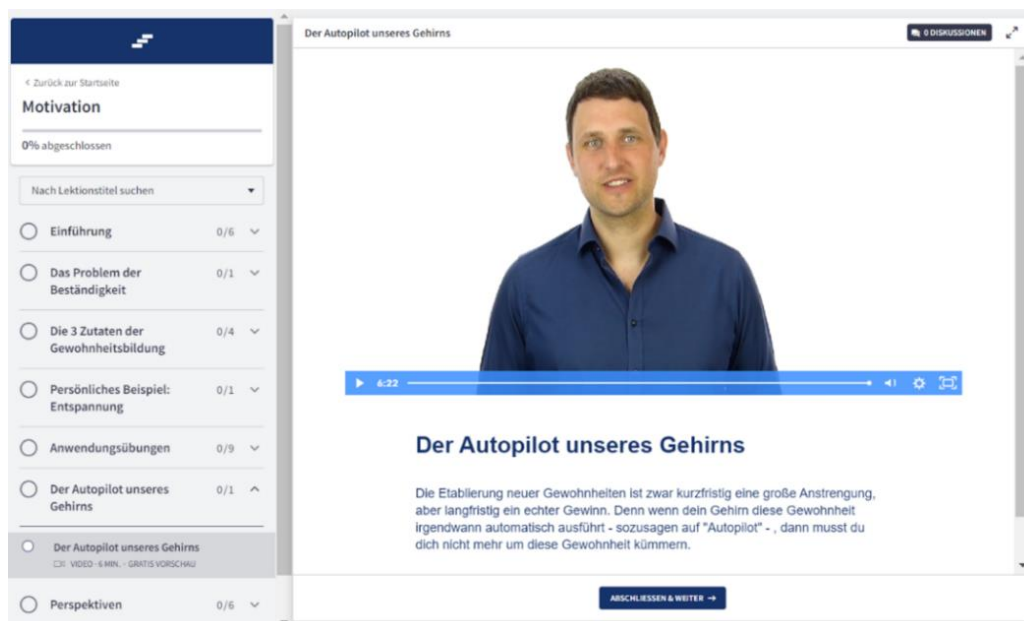 < Zurück zur Startseite
Motivation
0% abgeschlossen
Nach Lektionstitel suchen
Einführung 0/6
Das Problem der 0/1
Beständigkeit
Die 3 Zutaten der 0/4
Gewohnheitsbildung
Persönliches Beispiel: 0/1
Entspannung
Anwendungsübungen 0/9
Der Autopilot unseres 0/1
Gehirns
Der Autopilot unseres Gehirns
VIDEO - 6 MIN. - GRATIS VORSCHAU
Perspektiven 0/6
Der Autopilot unseres Gehirns
0 DISKUSSIONEN
6:22
Der Autopilot unseres Gehirns
Die Etablierung neuer Gewohnheiten ist zwar kurzfristig eine große Anstrengung,
aber langfristig ein echter Gewinn. Denn wenn dein Gehirn diese Gewohnheit
irgendwann automatisch ausführt - sozusagen auf "Autopilot" - , dann musst du
dich nicht mehr um diese Gewohnheit kümmern.
ABSCHLIESSEN & WEITER →